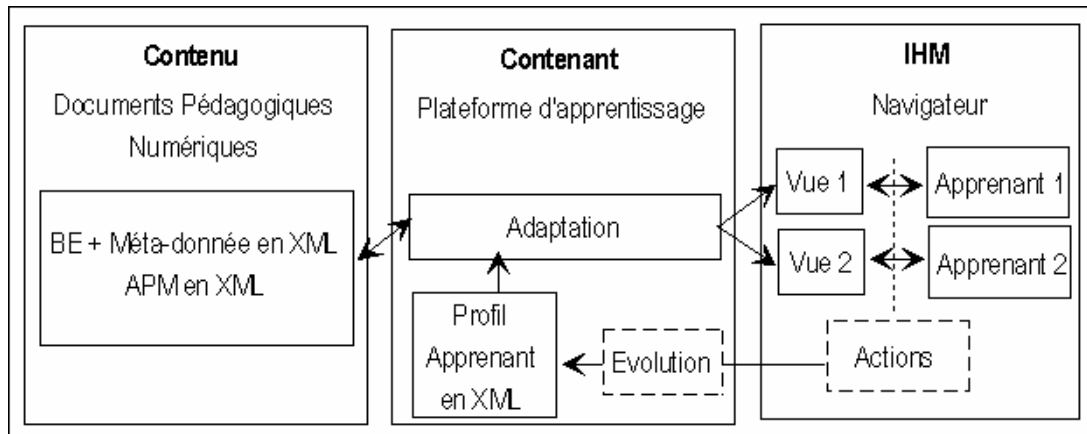 Contenu
Documents Pédagogiques
Numériques
BE + Méta-donnée en XML
APM en XML
Contenant
Plateforme d'apprentissage
Adaptation
Profil
Apprenant
en XML
Evolution
IHM
Navigateur
Vue 1
Apprenant 1
Vue 2
Apprenant 2
Actions